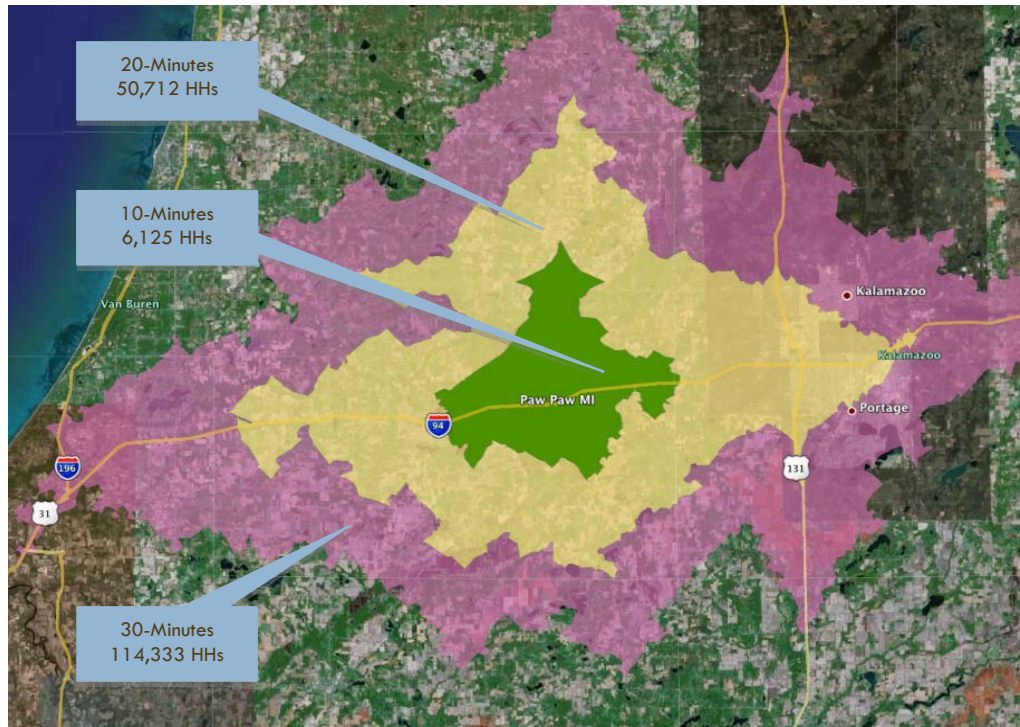 20-Minutes
50,712 HHs
10-Minutes
6,125 HHs
Van Buren
Kalamazoo
Kalamazoo
Paw Paw MI
Portage
94
196
131
31
30-Minutes
114,333 HHs